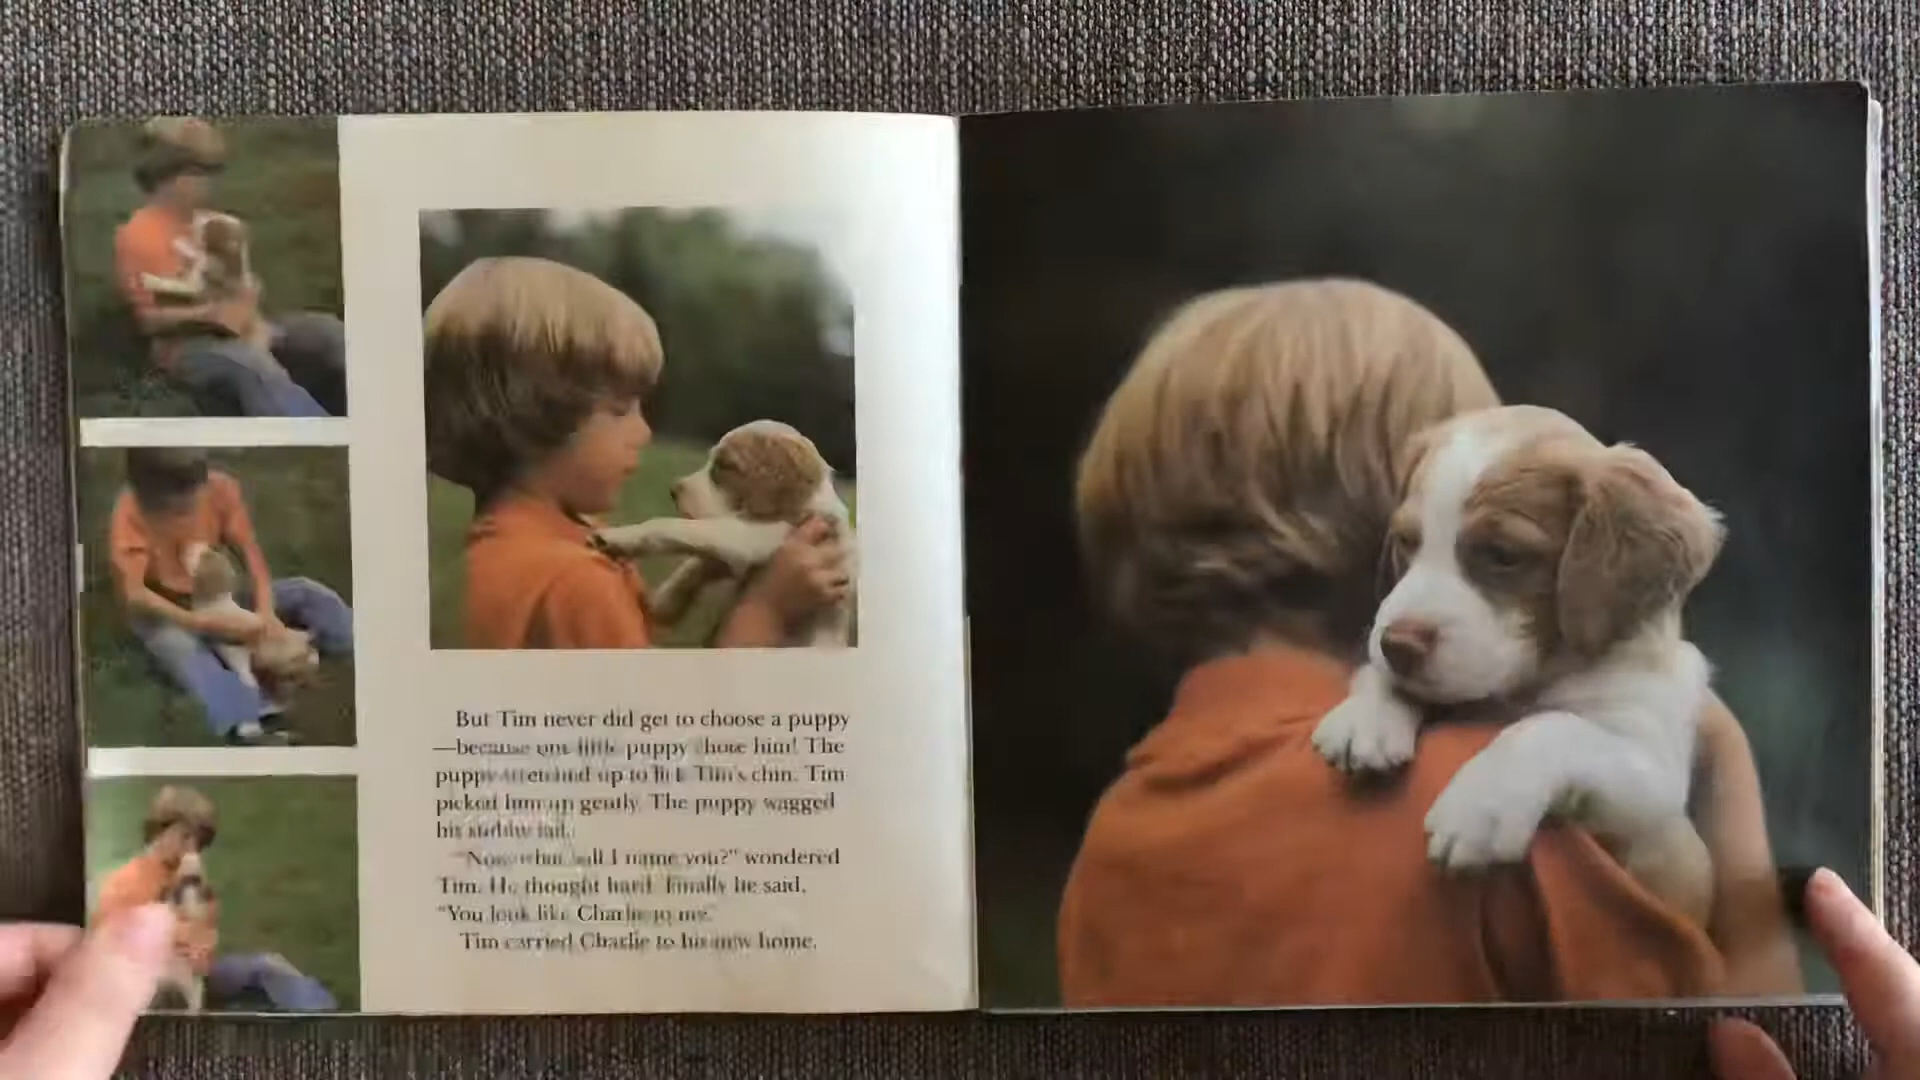 But Tim never did get to choose a puppy
—because one little puppy chose him! The
puppy stretched up to lick Tim's chin. Tim
picked him up gently. The puppy wagged
his stubby tail.
"Now what shall I name you?" wondered
Tim. He thought hard. Finally he said,
"You look like Charlie to me."
Tim carried Charlie to his new home.